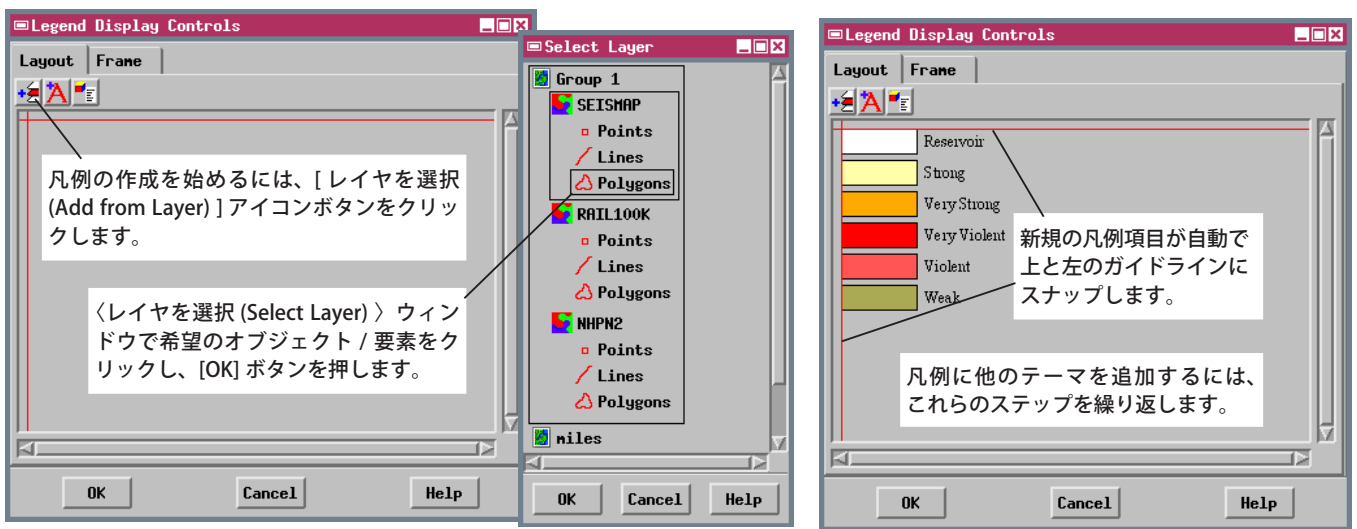 Legend Display Controls
Layout Frame
凡例の作成を始めるには、[ レイヤを選択
(Add from Layer) ] アイコンボタンをクリッ
クします。
〈レイヤを選択 (Select Layer) 〉ウィン
ドウで希望のオブジェクト / 要素をク
リックし、[OK] ボタンを押します。
OK Cancel Help
Select Layer
Group 1
SEISMAP
Points
Lines
Polygons
RAIL100K
Points
Lines
Polygons
NHPN2
Points
Lines
Polygons
miles
OK Cancel Help
Legend Display Controls
Layout Frame
Reservoir
Strong
Very Strong
Very Violent
Violent
Weak
新規の凡例項目が自動で
上と左のガイドラインに
スナップします。
凡例に他のテーマを追加するには、
これらのステップを繰り返します。
OK Cancel Help